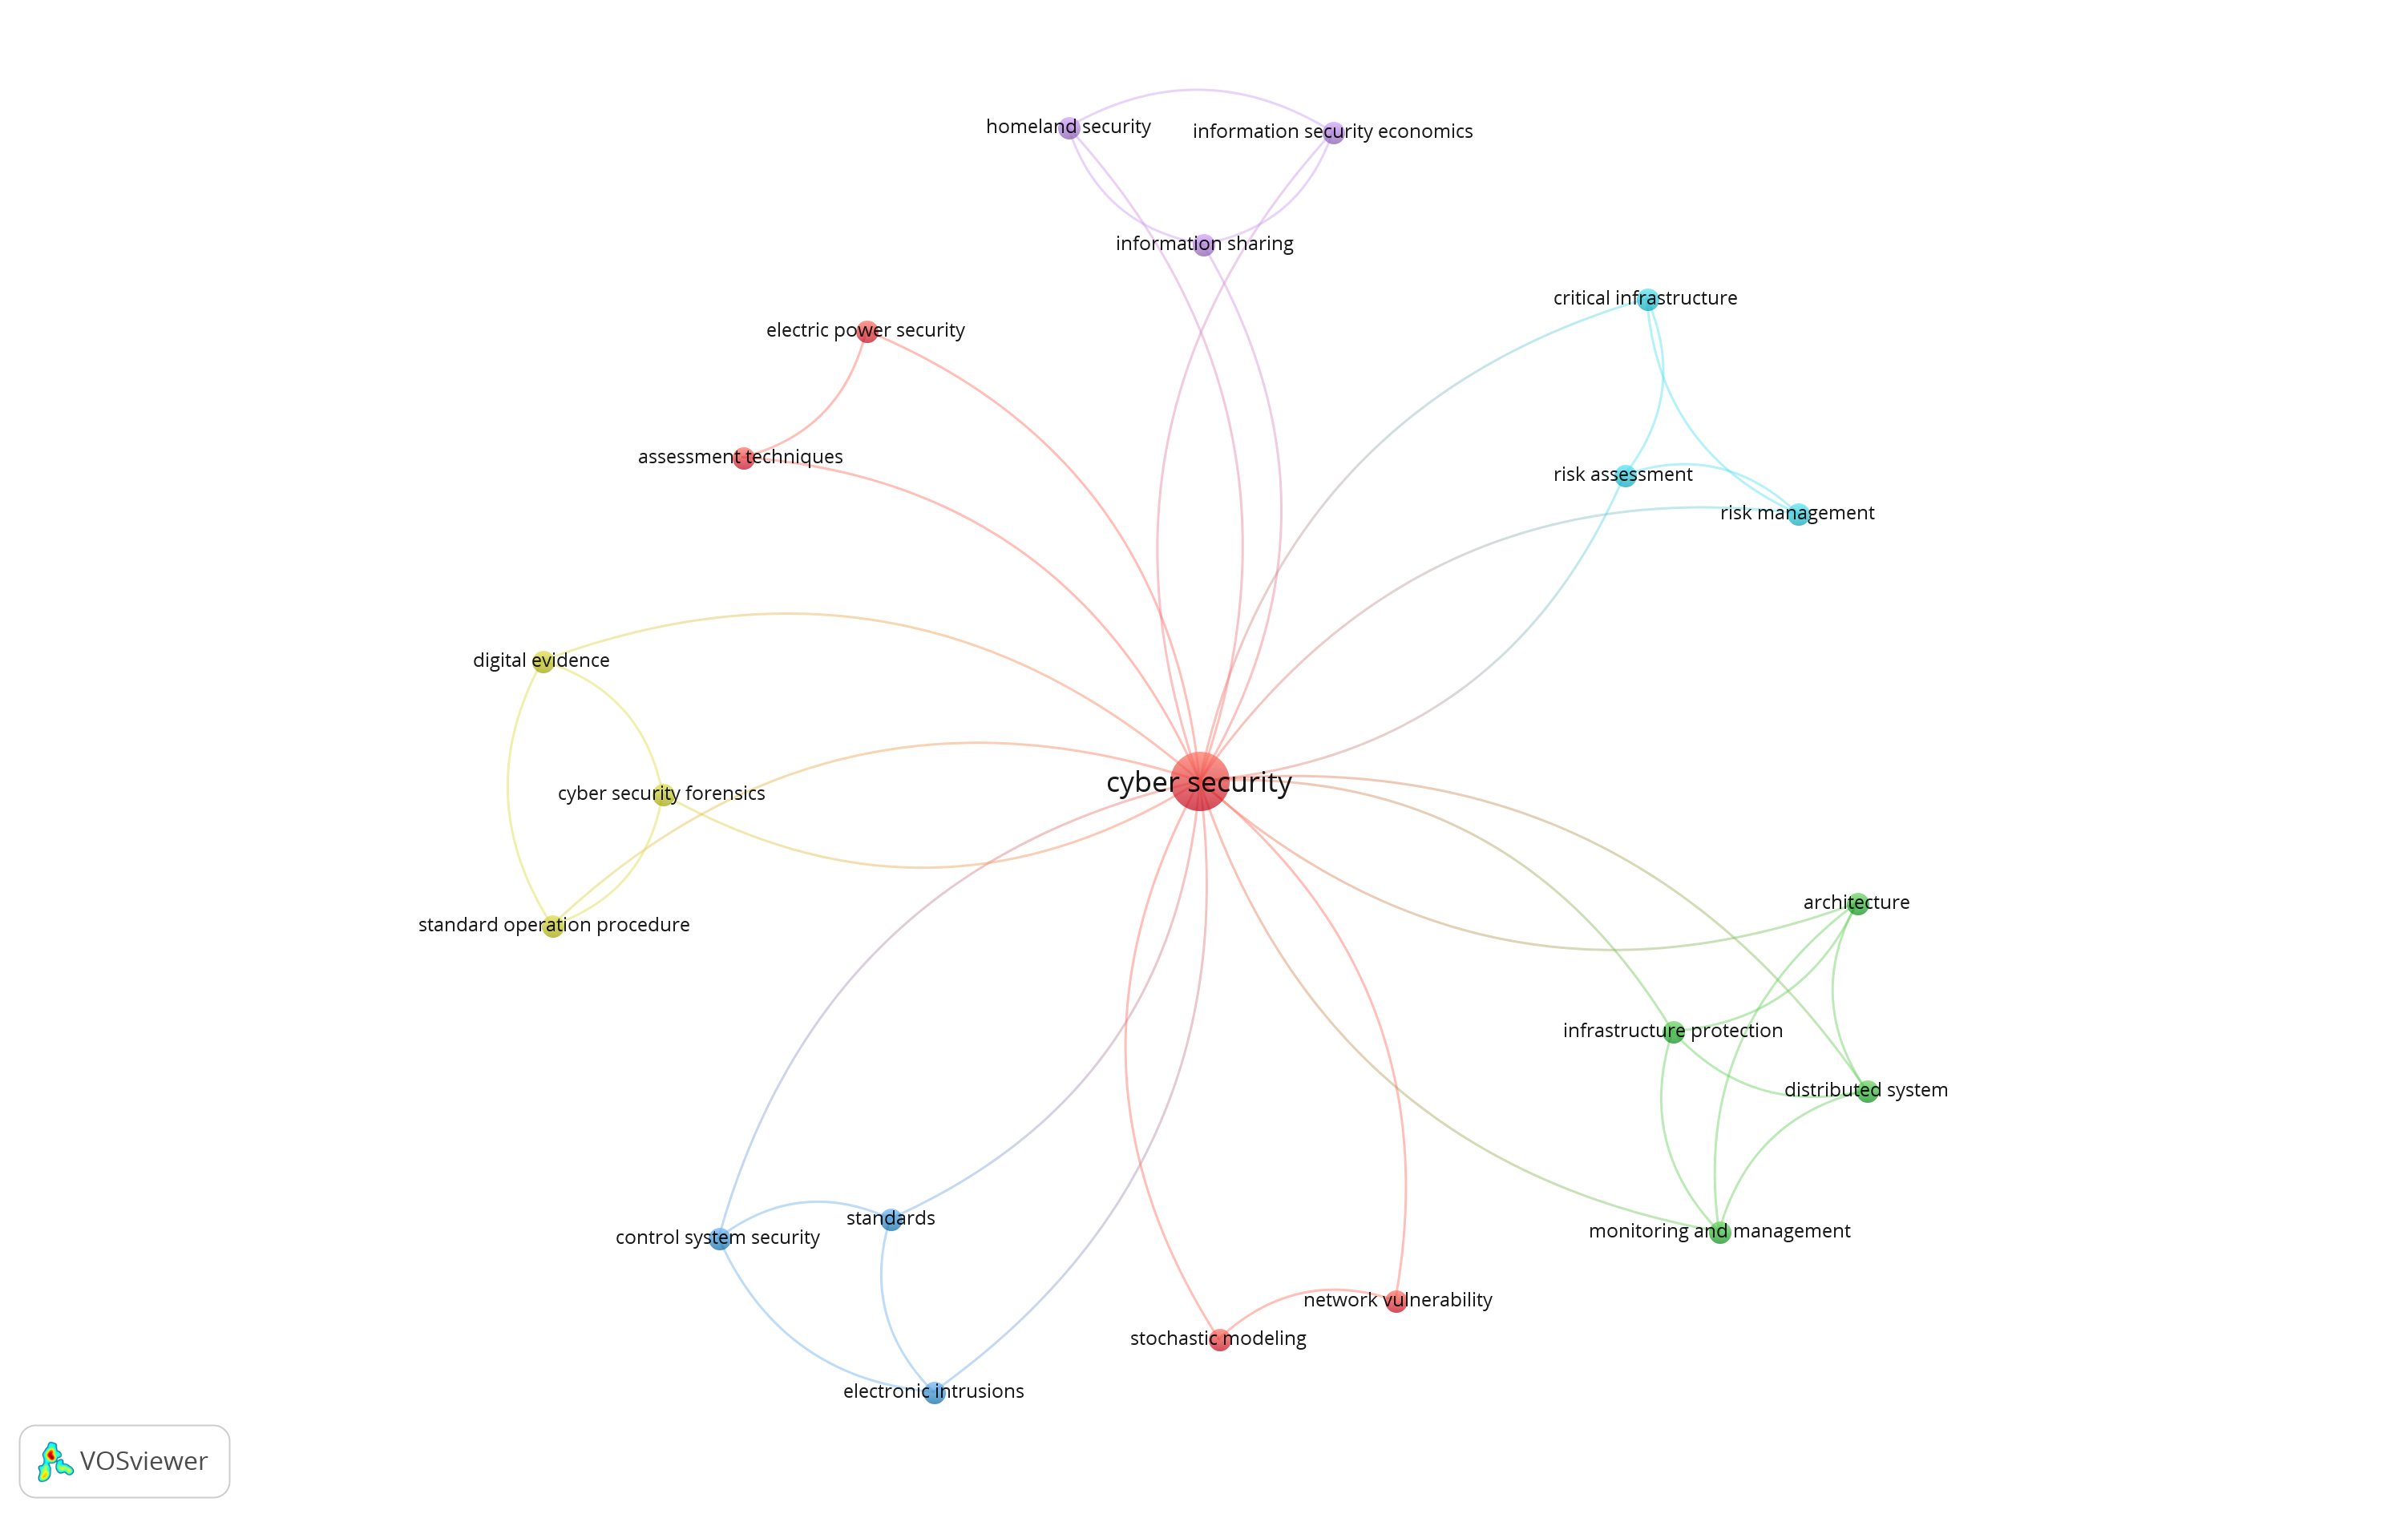 homeland security
information security economics
information sharing
critical infrastructure
electric power security
assessment techniques
risk assessment
risk management
digital evidence
cyber security
cyber security forensics
architecture
standard operation procedure
infrastructure protection
distributed system
standards
control system security
monitoring and management
network vulnerability
stochastic modeling
electronic intrusions
VOSviewer